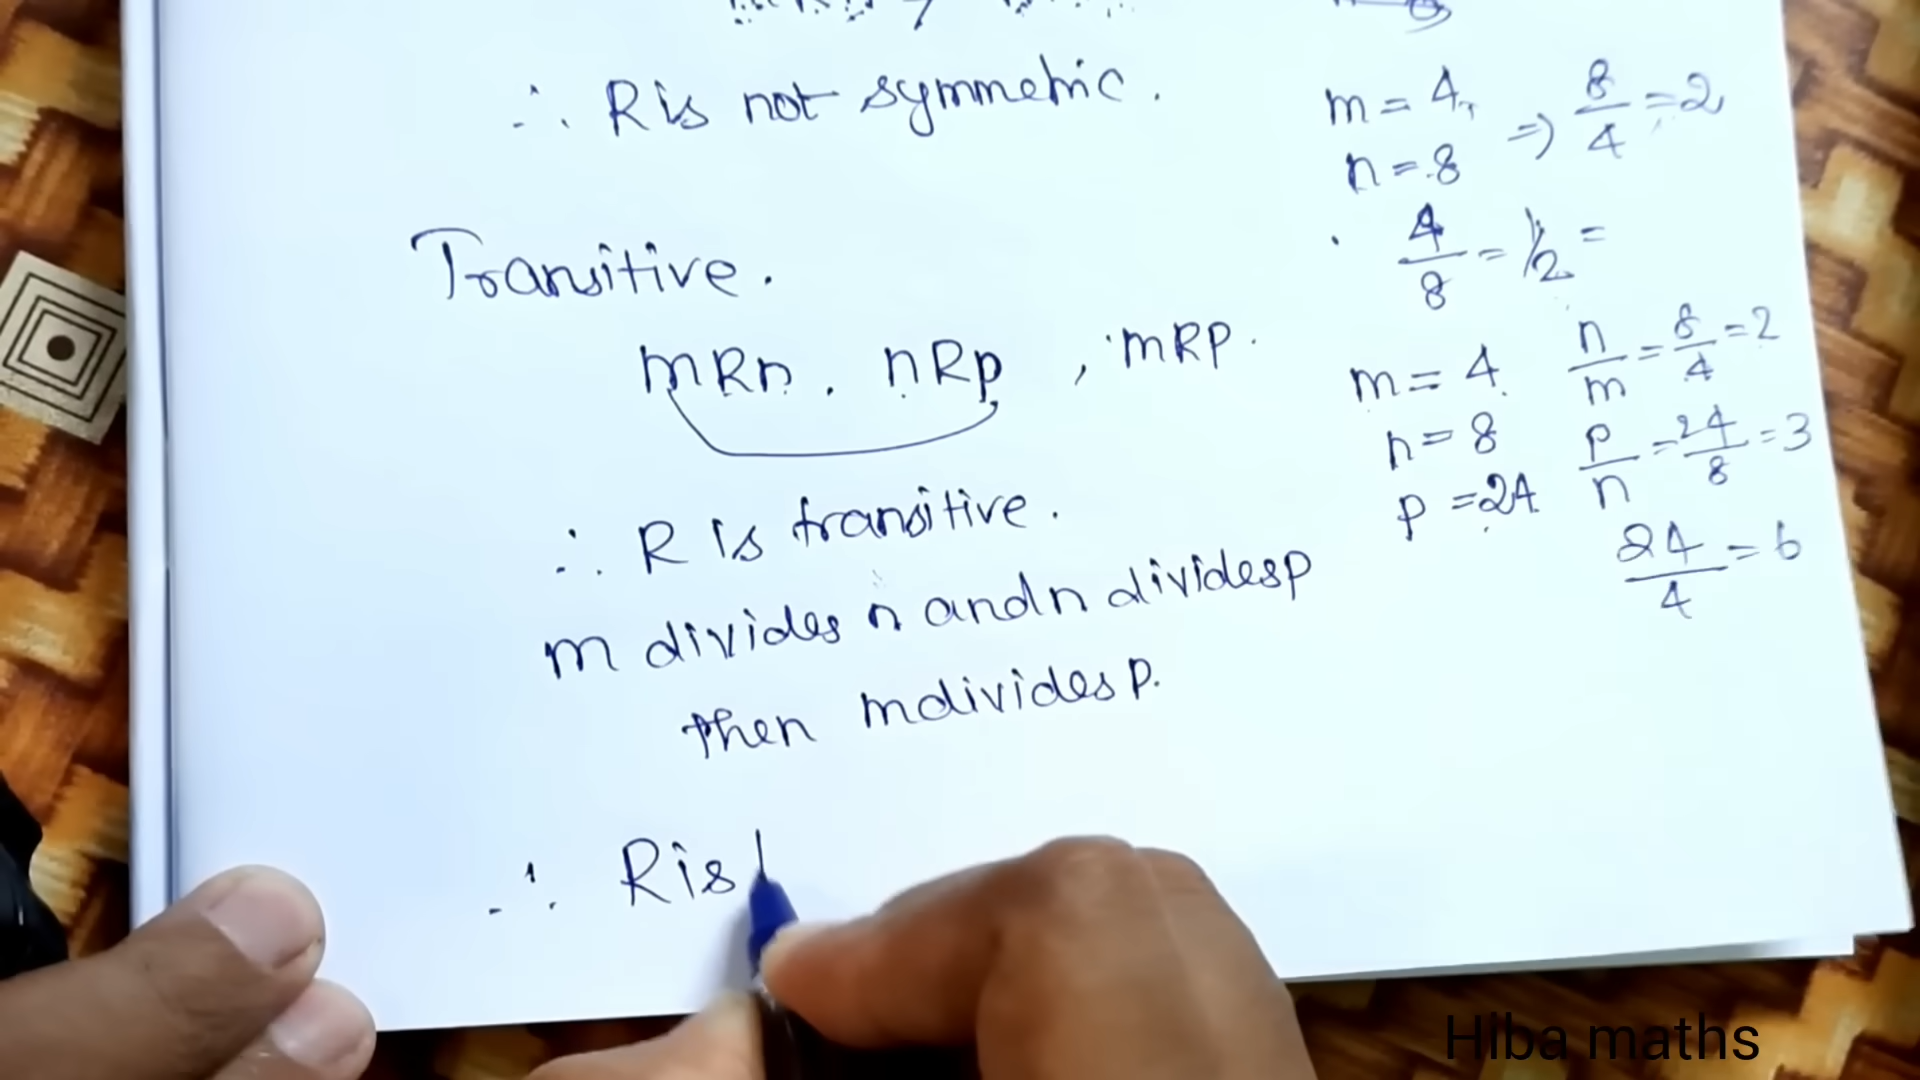 ∴ R is not symmetric.
m = 4,
n = 8 ⇒ 8/4 = 2
4/8 = 1/2 =
Transitive.
mRn, nRp, mRp.
m = 4
n = 8
p = 24
n/m = 8/4 = 2
p/n = 24/8 = 3
24/4 = 6
∴ R is transitive.
m divides n and n divides p
then m divides p.
∴ R is
Hiba maths